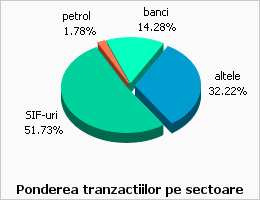 petrol
1.78%
banci
14.28%
altele
32.22%
SIF-uri
51.73%
Ponderea tranzactiilor pe sectoare